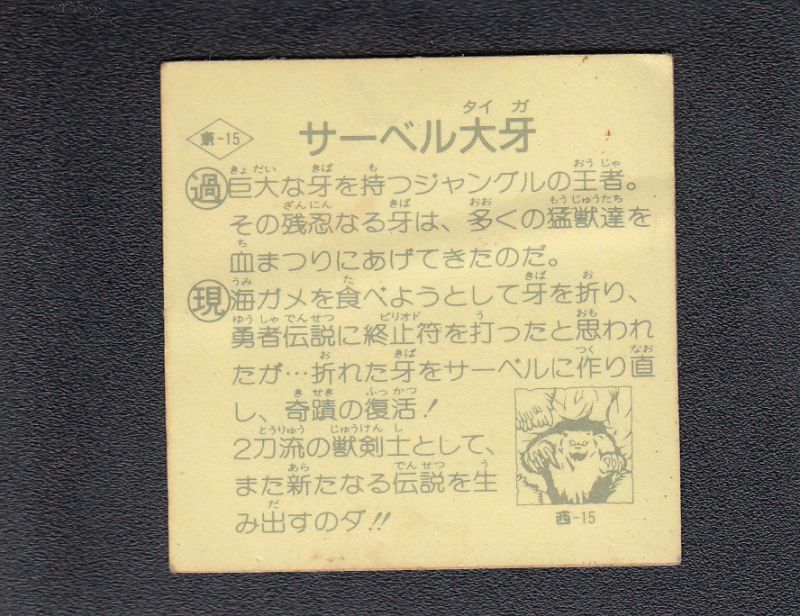 東-15
サーベル大牙
タイガ
過 巨大な牙を持つジャングルの王者。
その残忍なる牙は、多くの猛獣達を
血まつりにあげてきたのだ。
現 海ガメを食べようとして牙を折り、
勇者伝説に終止符を打ったと思われ
たが…折れた牙をサーベルに作り直
し、奇蹟の復活!
2刀流の獣剣士として、
また新たなる伝説を生
み出すのダ!!
西-15